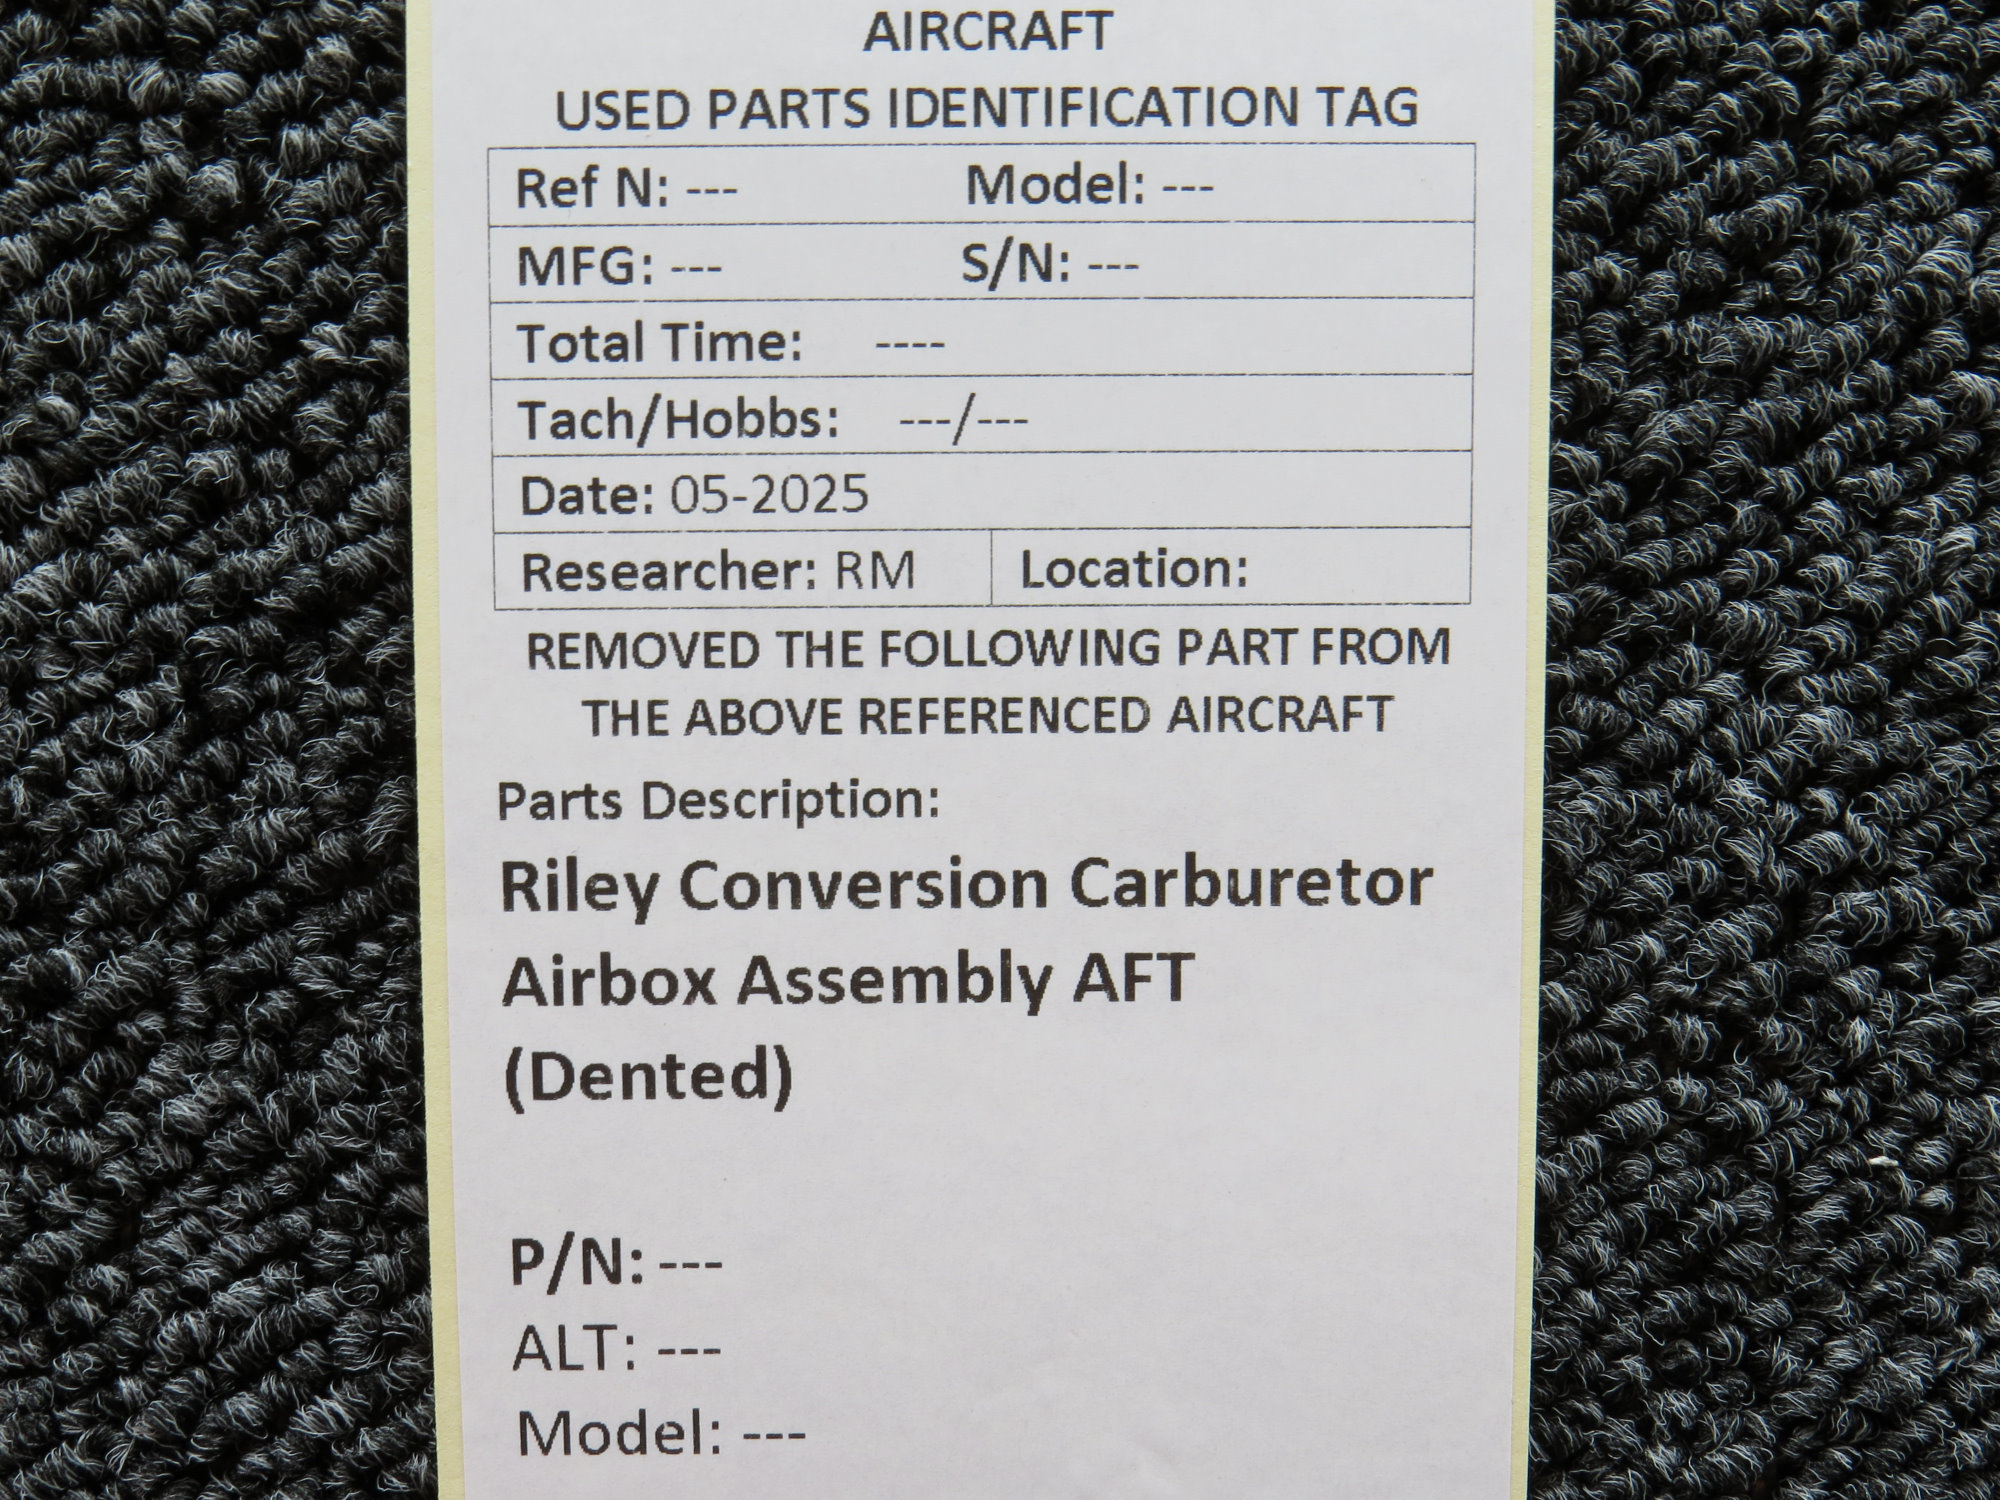 AIRCRAFT
USED PARTS IDENTIFICATION TAG
Ref N: --- Model: ---
MFG: --- S/N: ---
Total Time: ----
Tach/Hobbs: ---/---
Date: 05-2025
Researcher: RM Location:
REMOVED THE FOLLOWING PART FROM
THE ABOVE REFERENCED AIRCRAFT
Parts Description:
Riley Conversion Carburetor
Airbox Assembly AFT
(Dented)
P/N: ---
ALT: ---
Model: ---